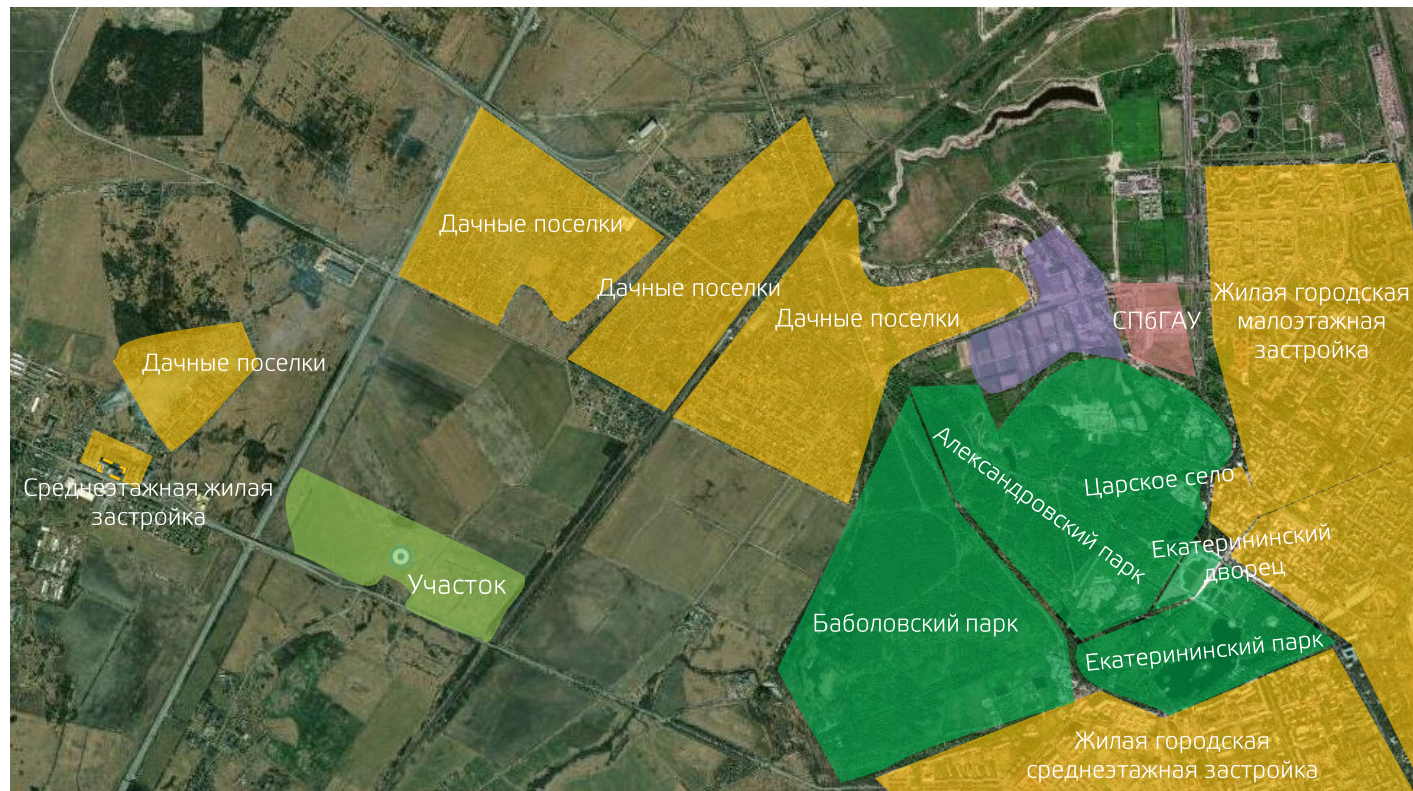 Дачные поселки
Дачные поселки
Дачные поселки
Жилая городская
малоэтажная
застройка
СПбГАУ
Дачные поселки
Среднеэтажная жилая
застройка
Александровский парк
Царское село
Екатерининский
дворец
Участок
Баболовский парк
Екатерининский парк
Жилая городская
среднеэтажная застройка